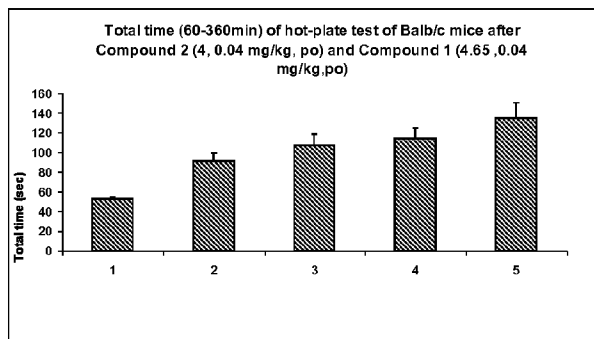 Total time (60-360min) of hot-plate test of Balb/c mice after
Compound 2 (4, 0.04 mg/kg, po) and Compound 1 (4.65 ,0.04
mg/kg,po)
Total time (sec)
160
140
120
100
80
60
40
20
0
1 2 3 4 5